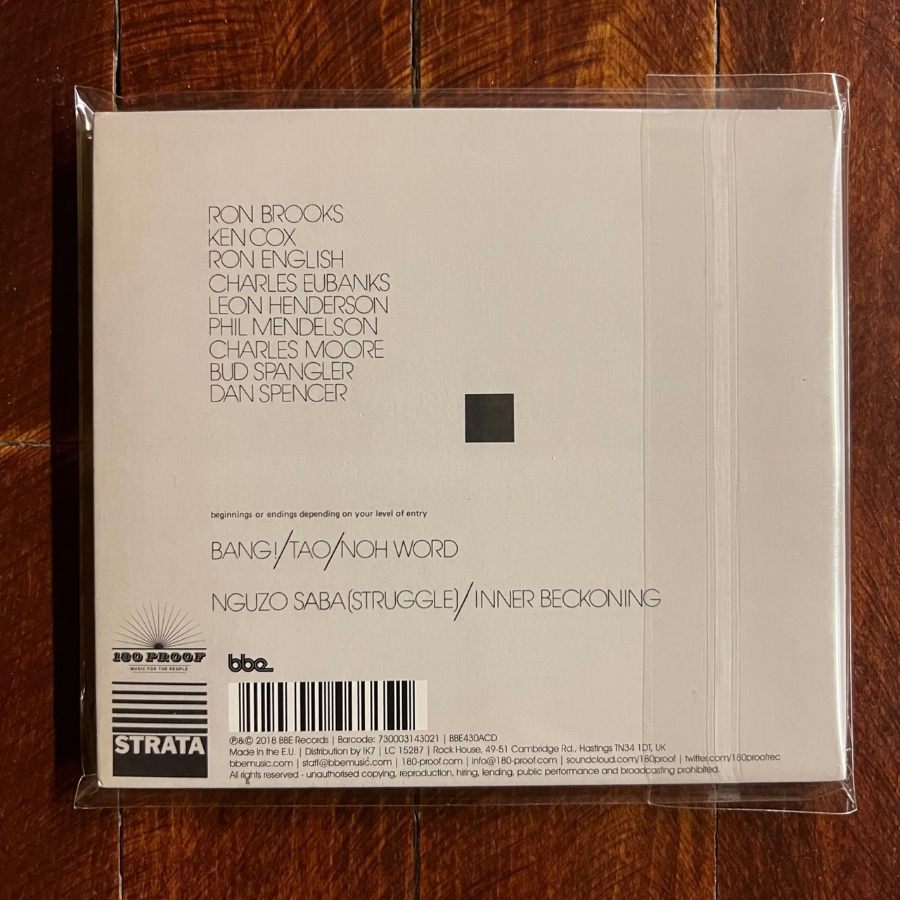 RON BROOKS
KEN COX
RON ENGLISH
CHARLES EUBANKS
LEON HENDERSON
PHIL MENDELSON
CHARLES MOORE
BUD SPANGLER
DAN SPENCER
beginnings or endings depending on your level of entry
BANG!/TAO/NOH WORD
NGUZO SABA (STRUGGLE)/INNER BECKONING
180 PROOF
MUSIC FOR THE PEOPLE
STRATA
bbe
℗&© 2018 BBE Records | Barcode: 730003143021 | BBE430ACD
Made in the E.U. | Distribution by !K7 | LC 15287 | Rock House, 49-51 Cambridge Rd., Hastings TN34 1DT, UK
bbemusic.com | staff@bbemusic.com | 180-proof.com | info@180-proof.com | soundcloud.com/180proof | twitter.com/180proofrec
All rights reserved - unauthorised copying, reproduction, hiring, lending, public performance and broadcasting prohibited.